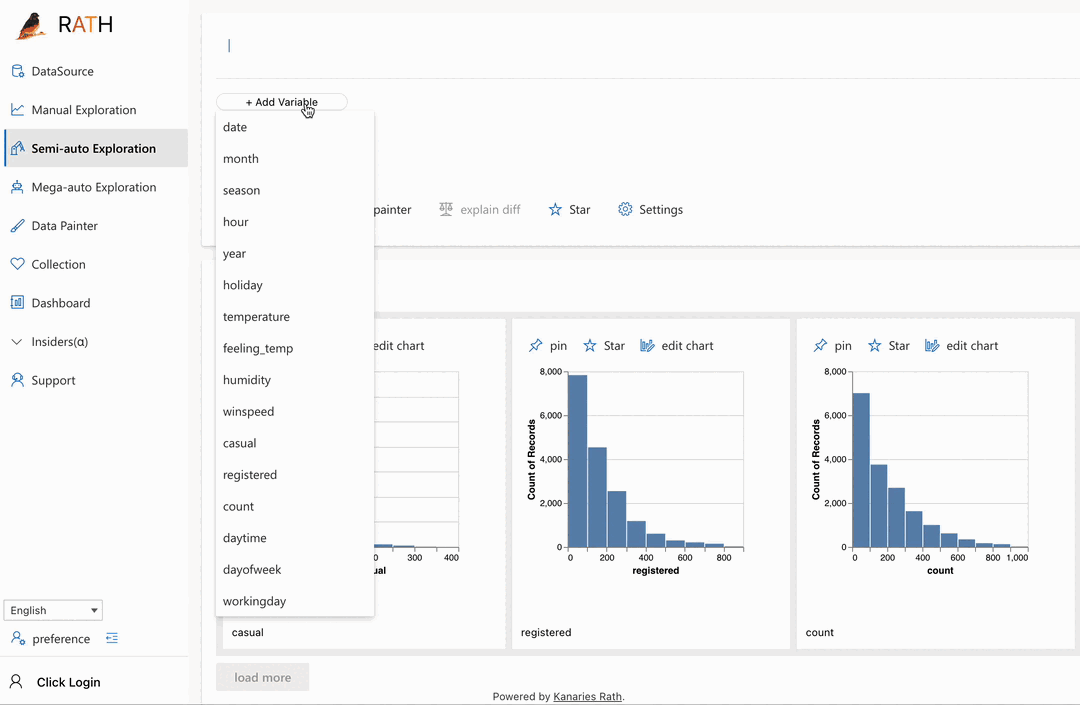 RATH
DataSource
Manual Exploration
Semi-auto Exploration
Mega-auto Exploration
Data Painter
Collection
Dashboard
Insiders(α)
Support
English
preference
Click Login
+ Add Variable
date
month
season
hour
year
holiday
temperature
feeling_temp
humidity
winspeed
casual
registered
count
daytime
dayofweek
workingday
painter
explain diff
Star
Settings
edit chart
0 300 400
ual
casual
pin
Star
edit chart
8,000
6,000
4,000
2,000
0
Count of Records
0 200 400 600 800
registered
registered
pin
Star
edit chart
8,000
6,000
4,000
2,000
0
Count of Records
0 200 400 600 800 1,000
count
count
load more
Powered by Kanaries Rath.